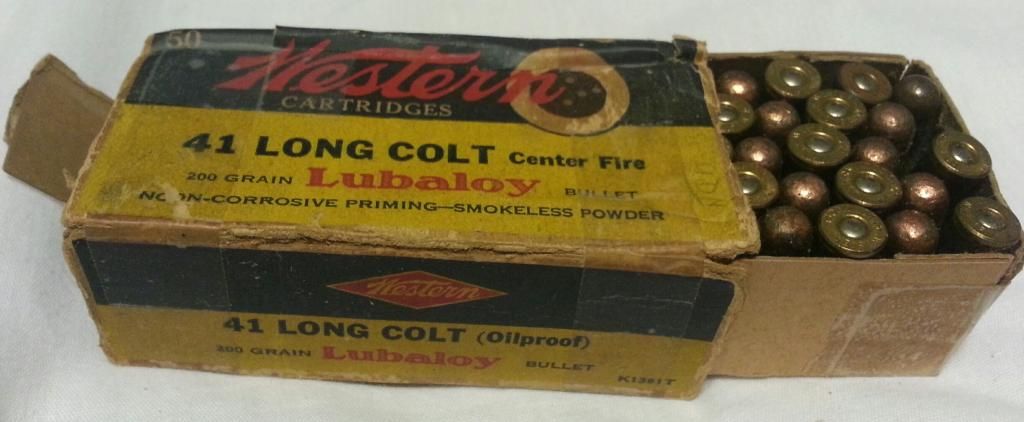 50
Western
CARTRIDGES
41 LONG COLT Center Fire
200 GRAIN Lubaloy BULLET
NON-CORROSIVE PRIMING—SMOKELESS POWDER
Western
41 LONG COLT (Oilproof)
200 GRAIN Lubaloy BULLET
K1361T